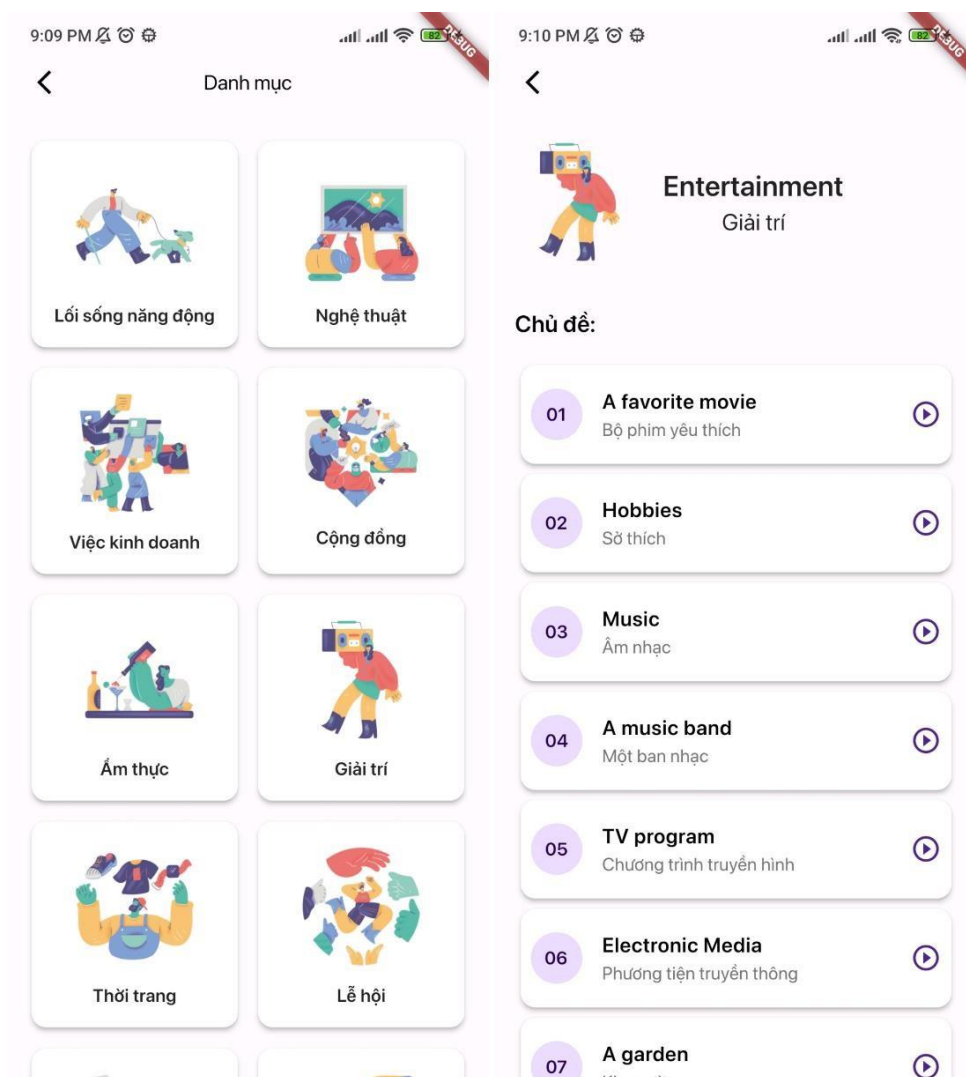 9:09 PM
82
DEBUG
Danh mục
Lối sống năng động
Nghệ thuật
Việc kinh doanh
Cộng đồng
Ẩm thực
Giải trí
Thời trang
Lễ hội
9:10 PM
82
DEBUG
Entertainment
Giải trí
Chủ đề:
01
A favorite movie
Bộ phim yêu thích
02
Hobbies
Sở thích
03
Music
Âm nhạc
04
A music band
Một ban nhạc
05
TV program
Chương trình truyền hình
06
Electronic Media
Phương tiện truyền thông
07
A garden